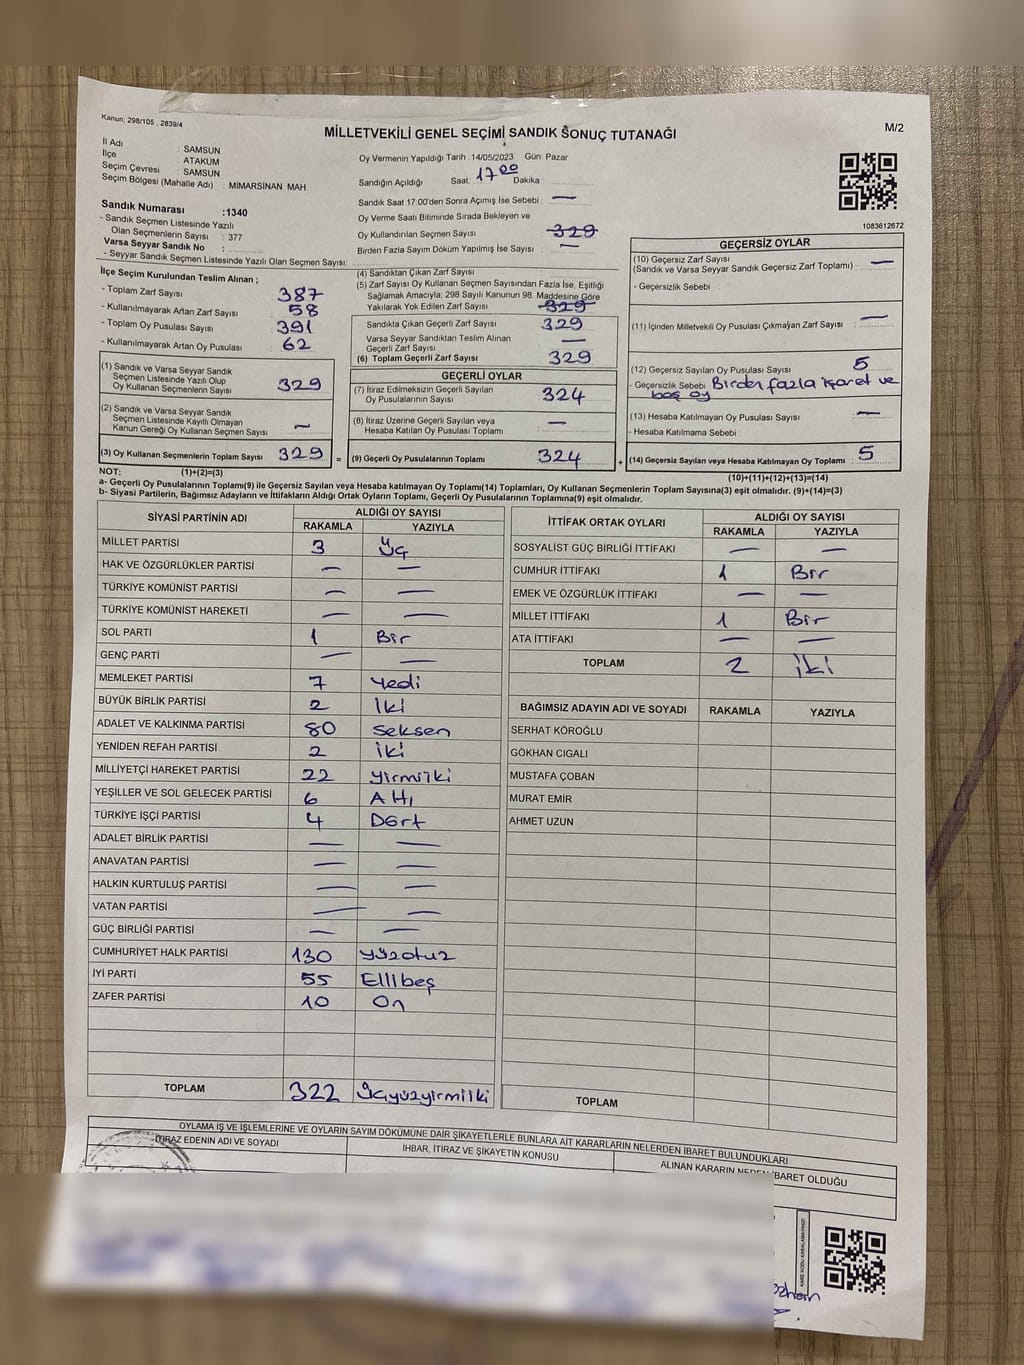 Kanun; 298/105 , 2839/4
MİLLETVEKİLİ GENEL SEÇİMİ SANDIK SONUÇ TUTANAĞI
M/2
İl Adı : SAMSUN
İlçe : ATAKUM
Seçim Çevresi : SAMSUN
Seçim Bölgesi (Mahalle Adı) : MİMARSİNAN MAH.
Oy Vermenin Yapıldığı Tarih 14/05/2023 Gün: Pazar
Sandığın Açıldığı Saat: 17 00 Dakika
Sandık Saat 17:00'den Sonra Açımış İse Sebebi : —
Oy Verme Saati Bitiminde Sırada Bekleyen ve
Oy Kullandırılan Seçmen Sayısı 329
Birden Fazla Sayım Döküm Yapılmış İse Sayısı : —
1083612672
Sandık Numarası :1340
- Sandık Seçmen Listesinde Yazılı
Olan Seçmenlerin Sayısı : 377
Varsa Seyyar Sandık No :
- Seyyar Sandık Seçmen Listesinde Yazılı Olan Seçmen Sayısı:
İlçe Seçim Kurulundan Teslim Alınan ;
- Toplam Zarf Sayısı 387
- Kullanılmayarak Artan Zarf Sayısı : 58
- Toplam Oy Pusulası Sayısı : 391
- Kullanılmayarak Artan Oy Pusulası : 62
(1) Sandık ve Varsa Seyyar Sandık
Seçmen Listesinde Yazılı Olup
Oy Kullanan Seçmenlerin Sayısı : 329
(2) Sandık ve Varsa Seyyar Sandık
Seçmen Listesinde Kayıtlı Olmayan
Kanun Gereği Oy Kullanan Seçmen Sayısı : —
(3) Oy Kullanan Seçmenlerin Toplam Sayısı : 329 =
(4) Sandıktan Çıkan Zarf Sayısı :
(5) Zarf Sayısı Oy Kullanan Seçmen Sayısından Fazla İse, Eşitliği
Sağlamak Amacıyla; 298 Sayılı Kanunun 98. Maddesine Göre
Yakılarak Yok Edilen Zarf Sayısı : 329
Sandıkta Çıkan Geçerli Zarf Sayısı 329
Varsa Seyyar Sandıktan Teslim Alınan
Geçerli Zarf Sayısı : —
(6) Toplam Geçerli Zarf Sayısı 329
GEÇERLİ OYLAR
(7) İtiraz Edilmeksizin Geçerli Sayılan
Oy Pusulalarının Sayısı : 324
(8) İtiraz Üzerine Geçerli Sayılan veya
Hesaba Katılan Oy Pusulası Toplamı : —
(9) Geçerli Oy Pusulalarının Toplamı : 324 +
GEÇERSİZ OYLAR
(10) Geçersiz Zarf Sayısı
(Sandık ve Varsa Seyyar Sandık Geçersiz Zarf Toplamı) : —
- Geçersizlik Sebebi :
(11) İçinden Milletvekili Oy Pusulası Çıkmayan Zarf Sayısı : —
(12) Geçersiz Sayılan Oy Pusulası Sayısı : 5
- Geçersizlik Sebebi : Birden fazla işaret ve
boş oy
(13) Hesaba Katılmayan Oy Pusulası Sayısı : —
- Hesaba Katılmama Sebebi :
(14) Geçersiz Sayılan veya Hesaba Katılmayan Oy Toplamı : 5
NOT: (1)+(2)=(3)
(10)+(11)+(12)+(13)=(14)
a- Geçerli Oy Pusulalarının Toplamı(9) ile Geçersiz Sayılan veya Hesaba Katılmayan Oy Toplamı(14) Toplamları, Oy Kullanan Seçmenlerin Toplam Sayısına(3) eşit olmalıdır. (9)+(14)=(3)
b- Siyasi Partilerin, Bağımsız Adayların ve İttifakların Aldığı Ortak Oyların Toplamı, Geçerli Oy Pusulalarının Toplamına(9) eşit olmalıdır.
SİYASİ PARTİNİN ADI ALDIĞI OY SAYISI
RAKAMLA YAZIYLA
MİLLET PARTİSİ 3 Üç
HAK VE ÖZGÜRLÜKLER PARTİSİ — —
TÜRKİYE KOMÜNİST PARTİSİ — —
TÜRKİYE KOMÜNİST HAREKETİ — —
SOL PARTİ 1 Bir
GENÇ PARTİ — —
MEMLEKET PARTİSİ 7 Yedi
BÜYÜK BİRLİK PARTİSİ 2 İki
ADALET VE KALKINMA PARTİSİ 80 Seksen
YENİDEN REFAH PARTİSİ 2 iki
MİLLİYETÇİ HAREKET PARTİSİ 22 yirmiiki
YEŞİLLER VE SOL GELECEK PARTİSİ 6 Altı
TÜRKİYE İŞÇİ PARTİSİ 4 Dört
ADALET BİRLİK PARTİSİ — —
ANAVATAN PARTİSİ — —
HALKIN KURTULUŞ PARTİSİ — —
VATAN PARTİSİ — —
GÜÇ BİRLİĞİ PARTİSİ — —
CUMHURİYET HALK PARTİSİ 130 yüzotuz
İYİ PARTİ 55 Ellibeş
ZAFER PARTİSİ 10 On
TOPLAM 322 Üçyüzyirmiiki
İTTİFAK ORTAK OYLARI ALDIĞI OY SAYISI
RAKAMLA YAZIYLA
SOSYALİST GÜÇ BİRLİĞİ İTTİFAKI — —
CUMHUR İTTİFAKI 1 Bir
EMEK VE ÖZGÜRLÜK İTTİFAKI — —
MİLLET İTTİFAKI 1 Bir
ATA İTTİFAKI — —
TOPLAM 2 iki
BAĞIMSIZ ADAYIN ADI VE SOYADI RAKAMLA YAZIYLA
SERHAT KÖROĞLU
GÖKHAN CIGALI
MUSTAFA ÇOBAN
MURAT EMİR
AHMET UZUN
TOPLAM
OYLAMA İŞ VE İŞLEMLERİNE VE OYLARIN SAYIM DÖKÜMÜNE DAİR ŞİKAYETLERLE BUNLARA AİT KARARLARIN NELERDEN İBARET BULUNDUKLARI
İTİRAZ EDENİN ADI VE SOYADI İHBAR, İTİRAZ VE ŞİKAYETİN KONUSU ALINAN KARARIN NEDEN İBARET OLDUĞU
KARE KODU KARALAMAYINIZ!